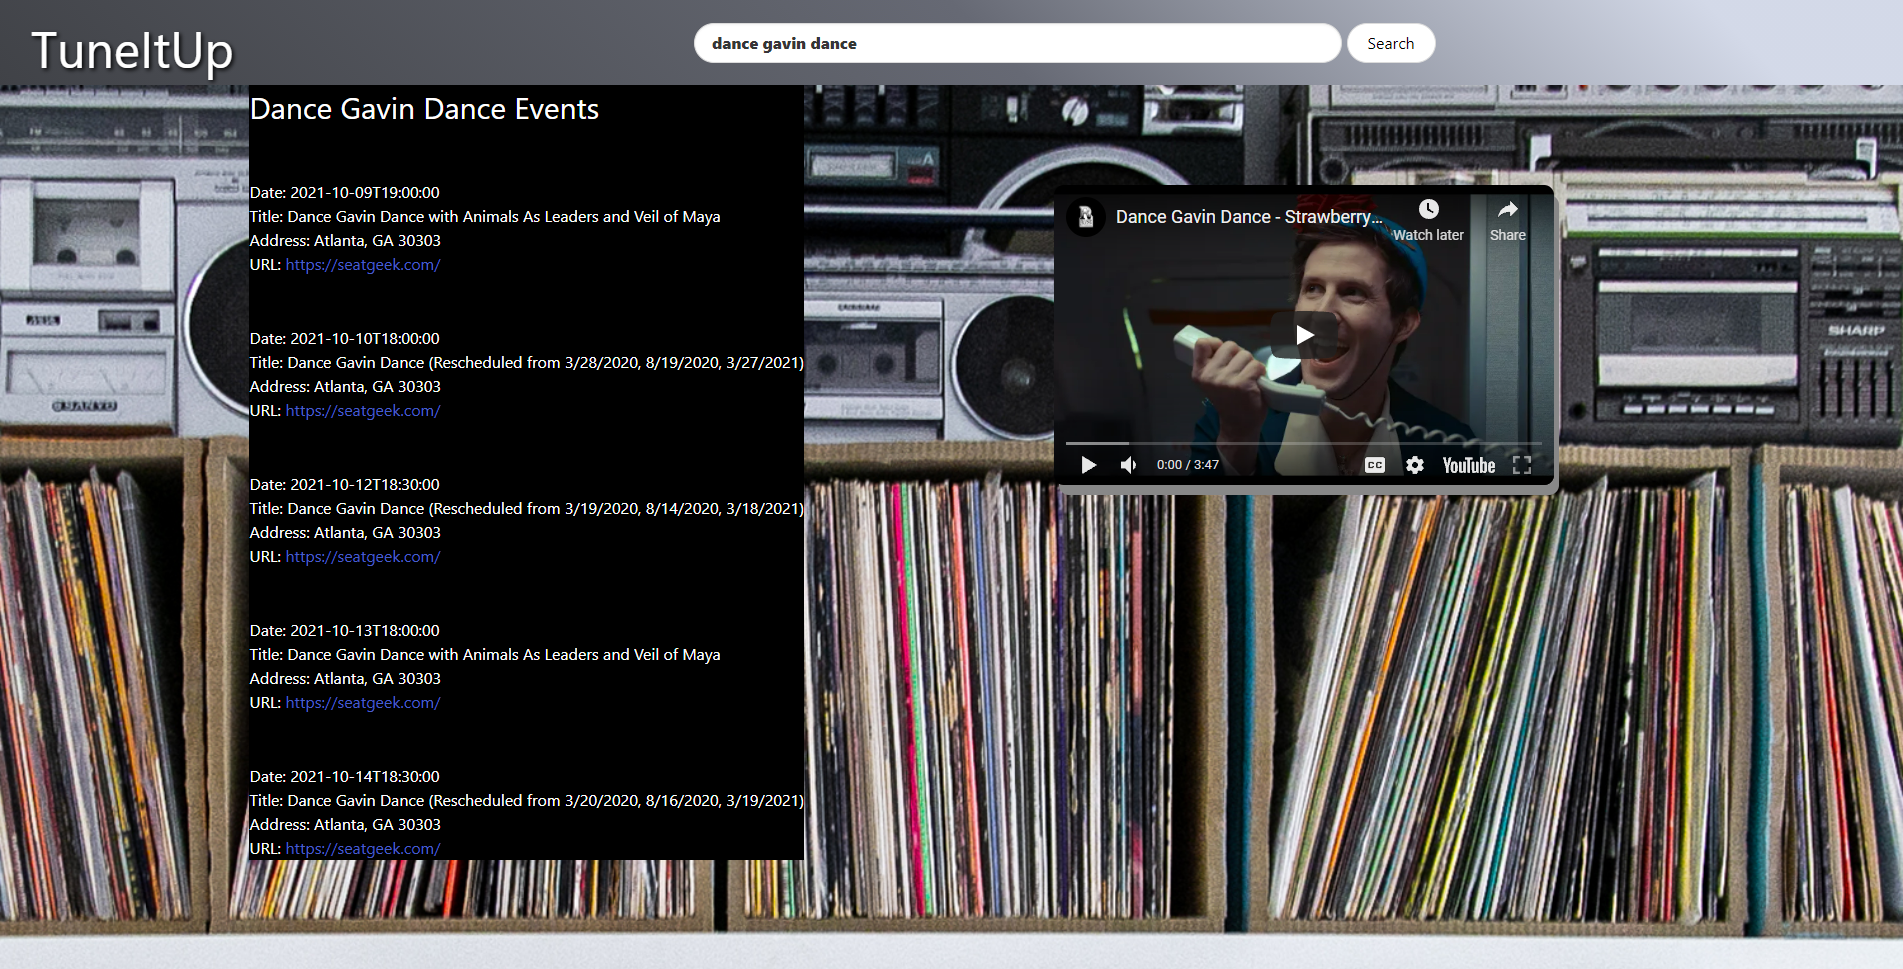 TuneItUp
dance gavin dance
Search
Dance Gavin Dance Events
Date: 2021-10-09T19:00:00
Title: Dance Gavin Dance with Animals As Leaders and Veil of Maya
Address: Atlanta, GA 30303
URL: https://seatgeek.com/
Date: 2021-10-10T18:00:00
Title: Dance Gavin Dance (Rescheduled from 3/28/2020, 8/19/2020, 3/27/2021)
Address: Atlanta, GA 30303
URL: https://seatgeek.com/
Date: 2021-10-12T18:30:00
Title: Dance Gavin Dance (Rescheduled from 3/19/2020, 8/14/2020, 3/18/2021)
Address: Atlanta, GA 30303
URL: https://seatgeek.com/
Date: 2021-10-13T18:00:00
Title: Dance Gavin Dance with Animals As Leaders and Veil of Maya
Address: Atlanta, GA 30303
URL: https://seatgeek.com/
Date: 2021-10-14T18:30:00
Title: Dance Gavin Dance (Rescheduled from 3/20/2020, 8/16/2020, 3/19/2021)
Address: Atlanta, GA 30303
URL: https://seatgeek.com/
Dance Gavin Dance - Strawberry...
Watch later
Share
0:00 / 3:47
CC
YouTube
SANYO
SHARP